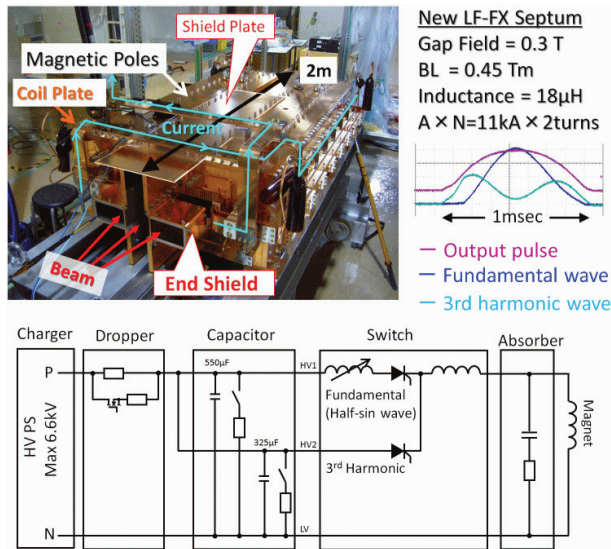 Shield Plate
Magnetic Poles
2m
Coil Plate
Current
Beam
End Shield
New LF-FX Septum
Gap Field = 0.3 T
BL = 0.45 Tm
Inductance = 18μH
A × N=11kA × 2turns
1msec
Output pulse
Fundamental wave
3rd harmonic wave
Charger
Dropper
Capacitor
Switch
Absorber
P
HV PS
Max 6.6kV
N
550μF
325μF
HV1
HV2
LV
Fundamental
(Half-sin wave)
3rd Harmonic
Magnet